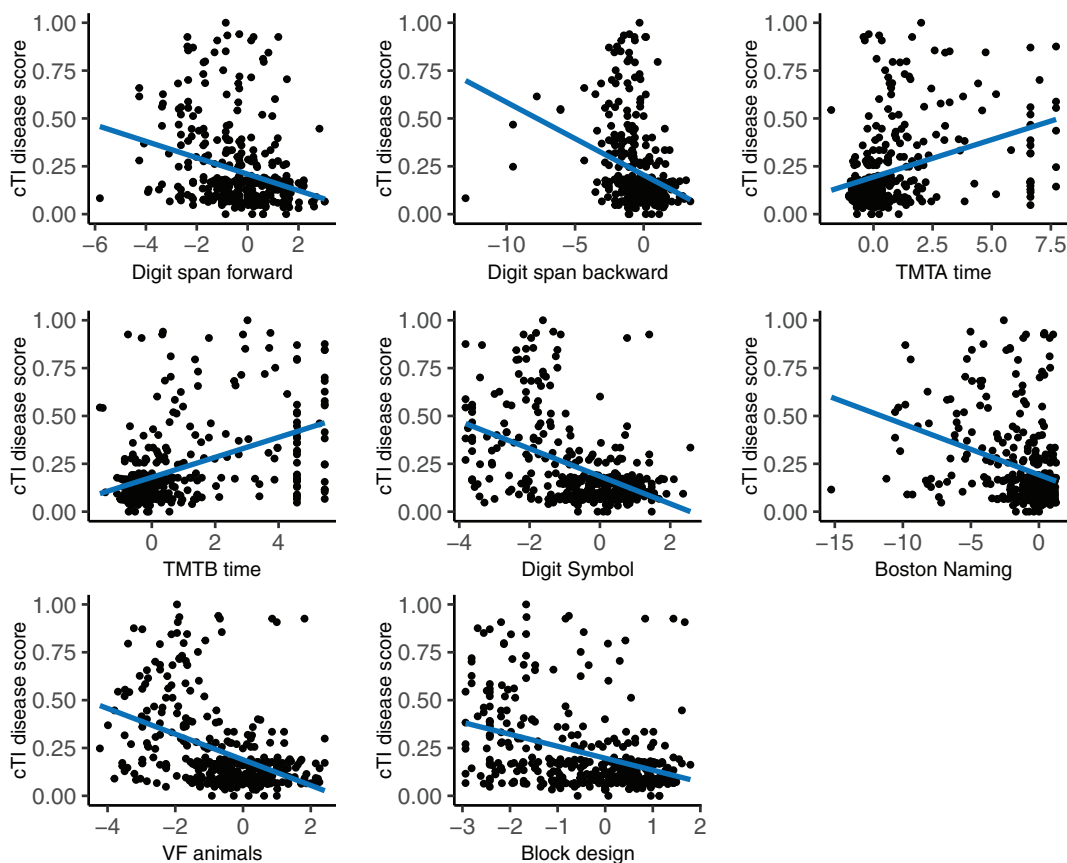 cTI disease score
1.00
0.75
0.50
0.25
0.00
−6 −4 −2 0 2
Digit span forward
cTI disease score
1.00
0.75
0.50
0.25
0.00
−10 −5 0
Digit span backward
cTI disease score
1.00
0.75
0.50
0.25
0.00
0.0 2.5 5.0 7.5
TMTA time
cTI disease score
1.00
0.75
0.50
0.25
0.00
0 2 4
TMTB time
cTI disease score
1.00
0.75
0.50
0.25
0.00
−4 −2 0 2
Digit Symbol
cTI disease score
1.00
0.75
0.50
0.25
0.00
−15 −10 −5 0
Boston Naming
cTI disease score
1.00
0.75
0.50
0.25
0.00
−4 −2 0 2
VF animals
cTI disease score
1.00
0.75
0.50
0.25
0.00
−3 −2 −1 0 1 2
Block design